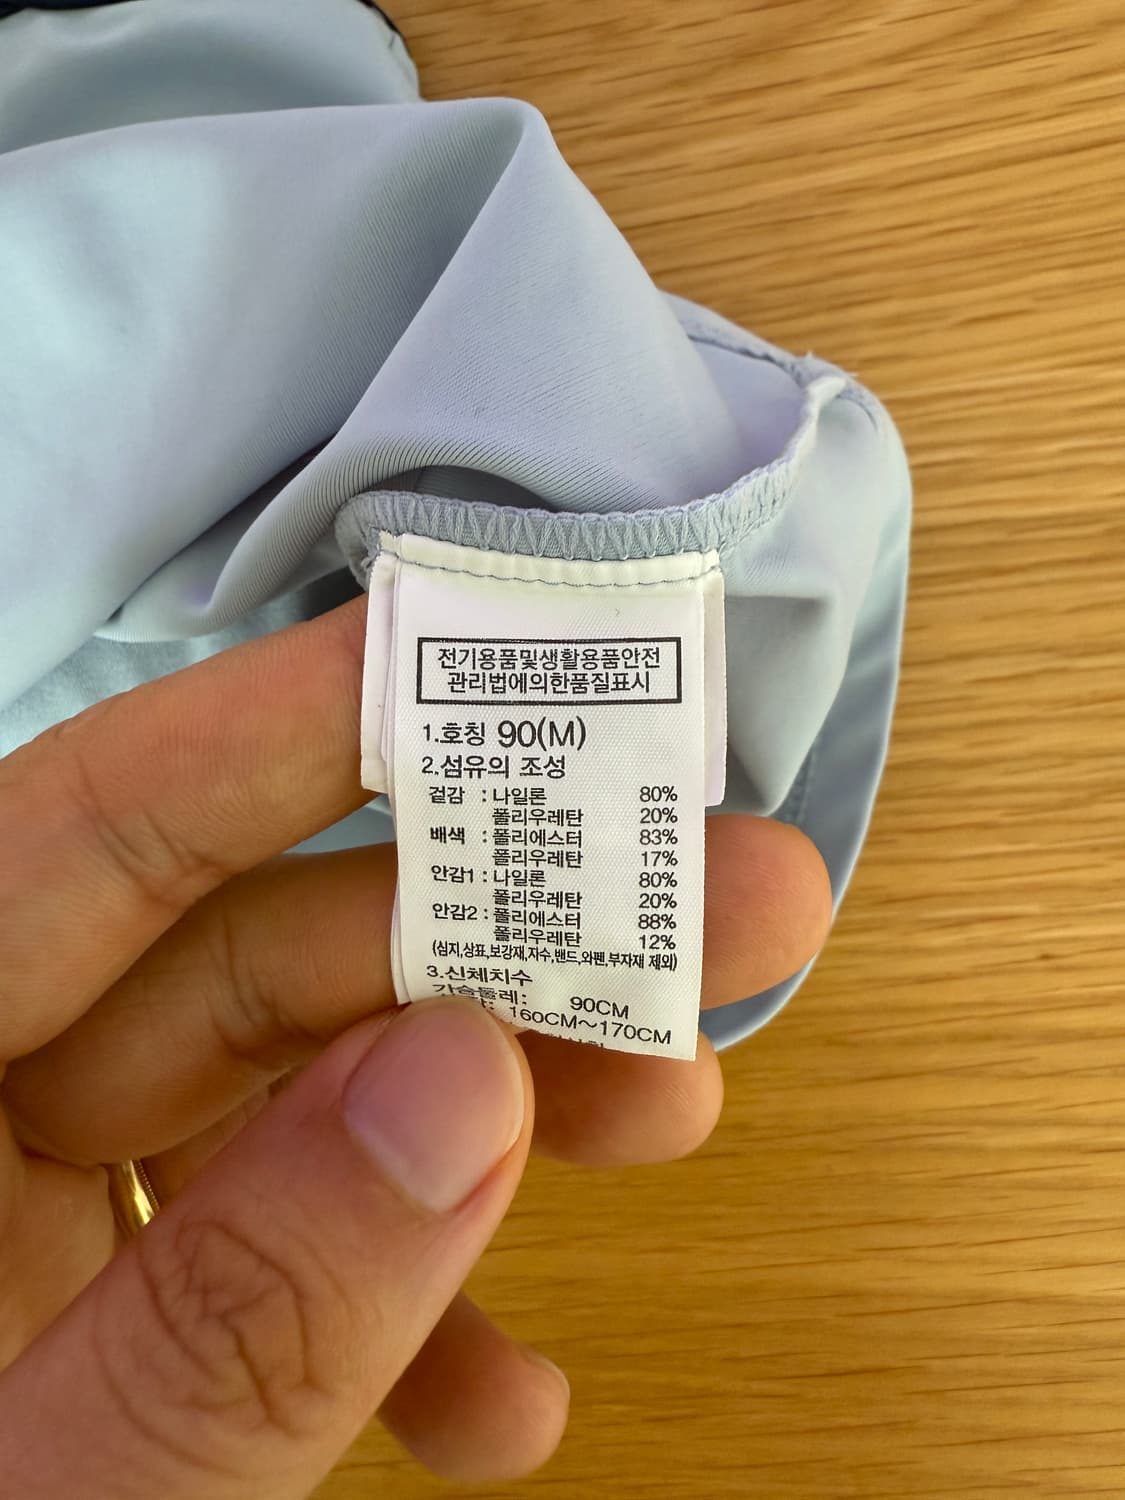 전기용품및생활용품안전
관리법에의한품질표시
1.호칭 90(M)
2.섬유의 조성
겉감 : 나일론 80%
폴리우레탄 20%
배색 : 폴리에스터 83%
폴리우레탄 17%
안감1 : 나일론 80%
폴리우레탄 20%
안감2 : 폴리에스터 88%
폴리우레탄 12%
(심지,상표,보강재,자수,밴드,와펜,부자재 제외)
3.신체치수
가슴둘레: 90CM
160CM~170CM